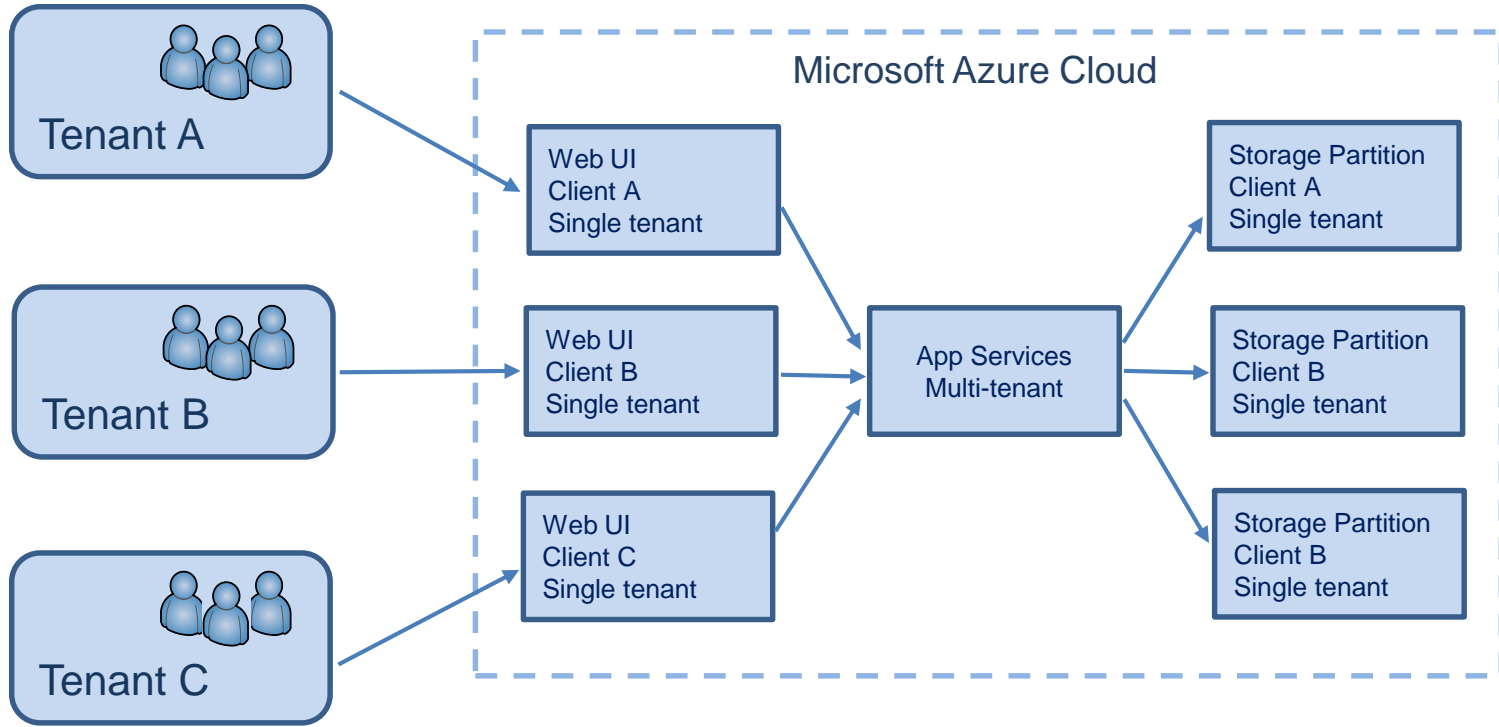 Microsoft Azure Cloud
Tenant A
Web UI
Client A
Single tenant
Storage Partition
Client A
Single tenant
Tenant B
Web UI
Client B
Single tenant
App Services
Multi-tenant
Storage Partition
Client B
Single tenant
Tenant C
Web UI
Client C
Single tenant
Storage Partition
Client B
Single tenant